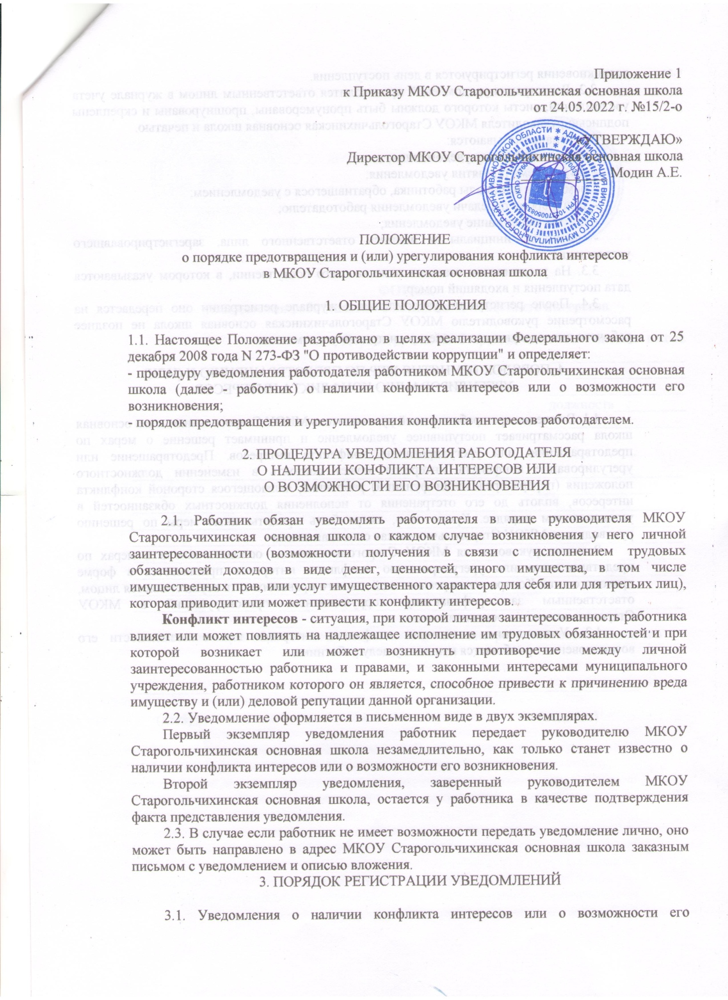 Приложение 1
к Приказу МКОУ Старогольчихинская основная школа
от 24.05.2022 г. №15/2-о
«УТВЕРЖДАЮ»
Директор МКОУ Старогольчихинская основная школа
Модин А.Е.
ПОЛОЖЕНИЕ
о порядке предотвращения и (или) урегулирования конфликта интересов
в МКОУ Старогольчихинская основная школа
1. ОБЩИЕ ПОЛОЖЕНИЯ
1.1. Настоящее Положение разработано в целях реализации Федерального закона от 25
декабря 2008 года N 273-ФЗ "О противодействии коррупции" и определяет:
- процедуру уведомления работодателя работником МКОУ Старогольчихинская основная
школа (далее - работник) о наличии конфликта интересов или о возможности его
возникновения;
- порядок предотвращения и урегулирования конфликта интересов работодателем.
2. ПРОЦЕДУРА УВЕДОМЛЕНИЯ РАБОТОДАТЕЛЯ
О НАЛИЧИИ КОНФЛИКТА ИНТЕРЕСОВ ИЛИ
О ВОЗМОЖНОСТИ ЕГО ВОЗНИКНОВЕНИЯ
2.1. Работник обязан уведомлять работодателя в лице руководителя МКОУ
Старогольчихинская основная школа о каждом случае возникновения у него личной
заинтересованности (возможности получения в связи с исполнением трудовых
обязанностей доходов в виде денег, ценностей, иного имущества, в том числе
имущественных прав, или услуг имущественного характера для себя или для третьих лиц),
которая приводит или может привести к конфликту интересов.
Конфликт интересов - ситуация, при которой личная заинтересованность работника
влияет или может повлиять на надлежащее исполнение им трудовых обязанностей и при
которой возникает или может возникнуть противоречие между личной
заинтересованностью работника и правами, и законными интересами муниципального
учреждения, работником которого он является, способное привести к причинению вреда
имуществу и (или) деловой репутации данной организации.
2.2. Уведомление оформляется в письменном виде в двух экземплярах.
Первый экземпляр уведомления работник передает руководителю МКОУ
Старогольчихинская основная школа незамедлительно, как только станет известно о
наличии конфликта интересов или о возможности его возникновения.
Второй экземпляр уведомления, заверенный руководителем МКОУ
Старогольчихинская основная школа, остается у работника в качестве подтверждения
факта представления уведомления.
2.3. В случае если работник не имеет возможности передать уведомление лично, оно
может быть направлено в адрес МКОУ Старогольчихинская основная школа заказным
письмом с уведомлением и описью вложения.
3. ПОРЯДОК РЕГИСТРАЦИИ УВЕДОМЛЕНИЙ
3.1. Уведомления о наличии конфликта интересов или о возможности его